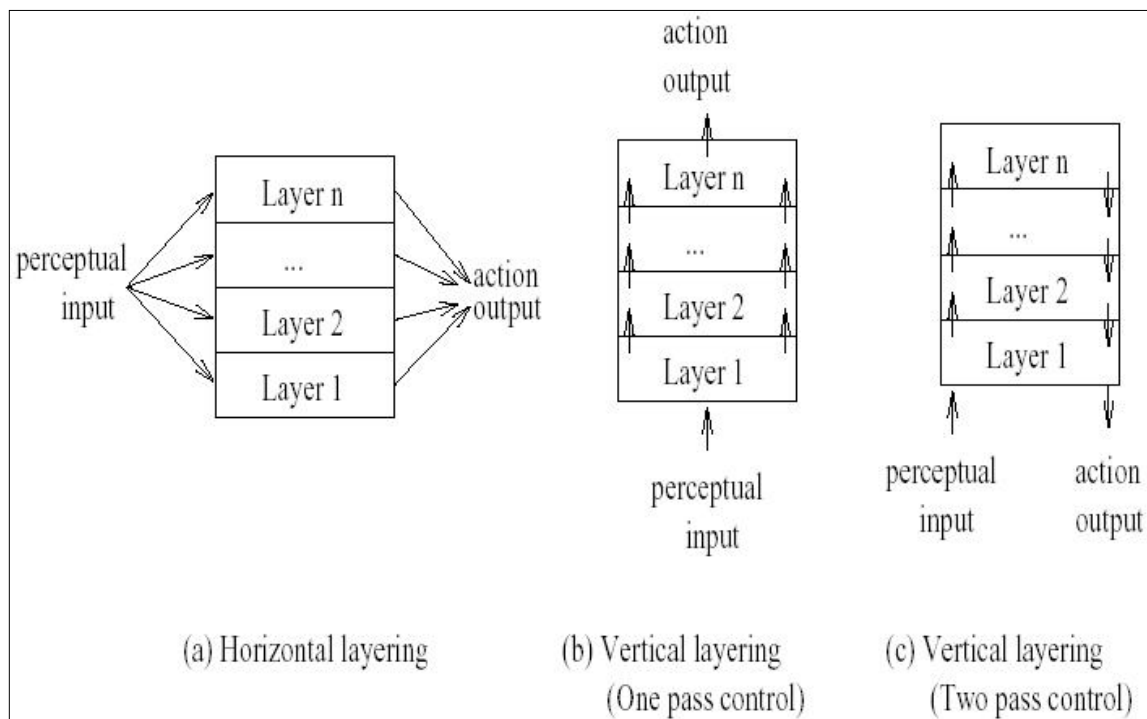 perceptual
input
Layer n
...
Layer 2
Layer 1
action
output
(a) Horizontal layering
action
output
Layer n
...
Layer 2
Layer 1
perceptual
input
(b) Vertical layering
(One pass control)
Layer n
...
Layer 2
Layer 1
perceptual
input
action
output
(c) Vertical layering
(Two pass control)